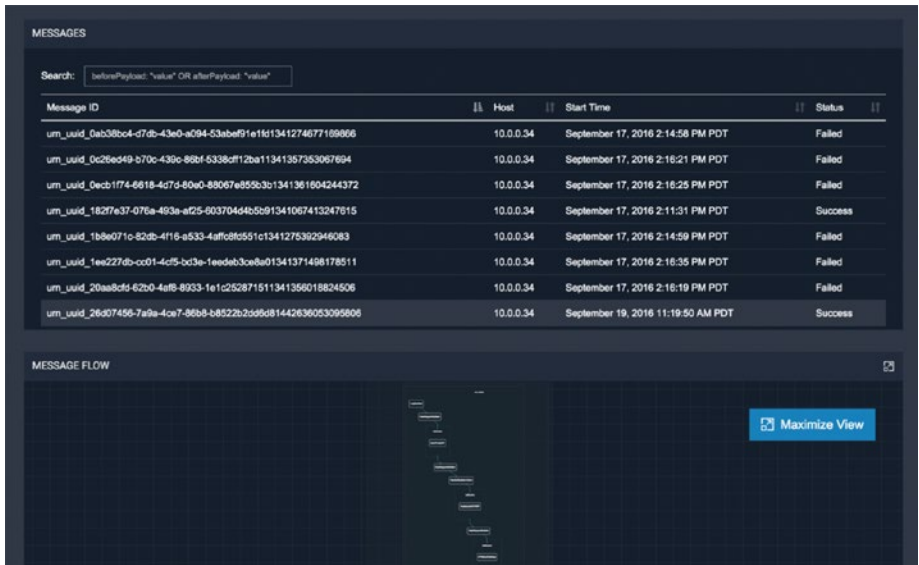 MESSAGES
Search: beforePayload: "value" OR afterPayload: "value"
Message ID Host Start Time Status
urn_uuid_0ab38bc4-d7db-43e0-a094-53abef91e1fd1341274677169866 10.0.0.34 September 17, 2016 2:14:58 PM PDT Failed
urn_uuid_0c26ed49-b70c-439c-86bf-5338cff12ba11341357353067694 10.0.0.34 September 17, 2016 2:16:21 PM PDT Failed
urn_uuid_0ecb1f74-6618-4d7d-80e0-88067e855b3b1341361604244372 10.0.0.34 September 17, 2016 2:16:25 PM PDT Failed
urn_uuid_182f7e37-076a-493a-af25-603704d4b5b91341067413247615 10.0.0.34 September 17, 2016 2:11:31 PM PDT Success
urn_uuid_1b8e071c-82db-4f16-a533-4affc8fd551c1341275392946083 10.0.0.34 September 17, 2016 2:14:59 PM PDT Failed
urn_uuid_1ee227db-cc01-4cf5-bd3e-1eedeb3ce8a01341371498178511 10.0.0.34 September 17, 2016 2:16:35 PM PDT Failed
urn_uuid_20aa8cfd-62b0-4af8-8933-1e1c252871511341356018824506 10.0.0.34 September 17, 2016 2:16:19 PM PDT Failed
urn_uuid_26d07456-7a9a-4ce7-86b8-b8522b2dd6d81442636053095806 10.0.0.34 September 19, 2016 11:19:50 AM PDT Success
MESSAGE FLOW
Maximize View